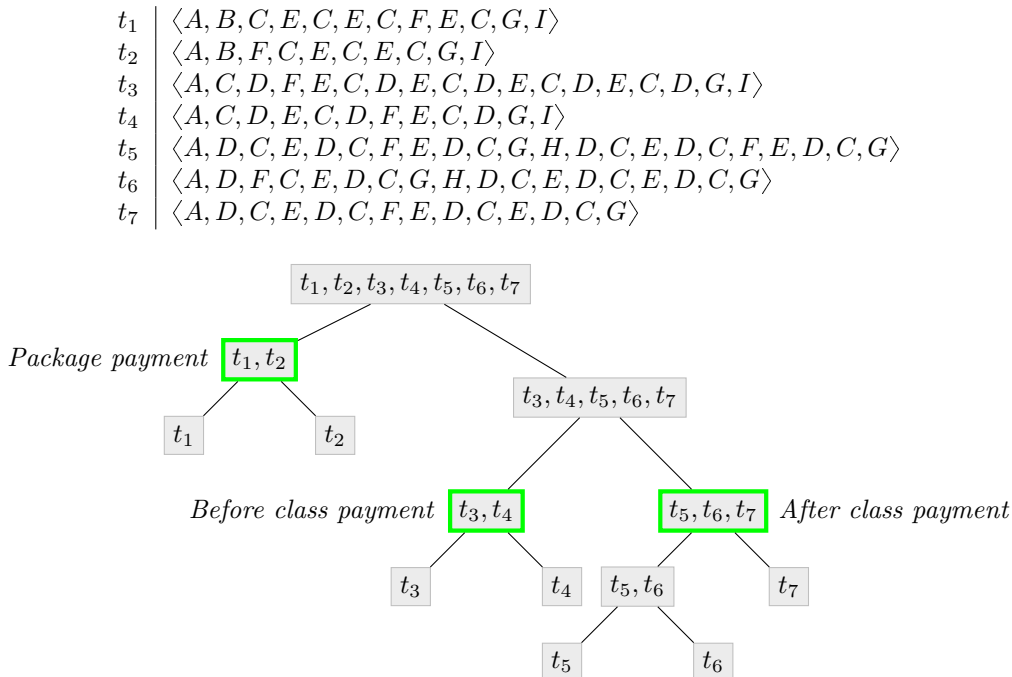 t₁ ⟨A, B, C, E, C, E, C, F, E, C, G, I⟩
t₂ ⟨A, B, F, C, E, C, E, C, G, I⟩
t₃ ⟨A, C, D, F, E, C, D, E, C, D, E, C, D, E, C, D, G, I⟩
t₄ ⟨A, C, D, E, C, D, F, E, C, D, G, I⟩
t₅ ⟨A, D, C, E, D, C, F, E, D, C, G, H, D, C, E, D, C, F, E, D, C, G⟩
t₆ ⟨A, D, F, C, E, D, C, G, H, D, C, E, D, C, E, D, C, G⟩
t₇ ⟨A, D, C, E, D, C, F, E, D, C, E, D, C, G⟩
t₁, t₂, t₃, t₄, t₅, t₆, t₇
Package payment t₁, t₂
t₃, t₄, t₅, t₆, t₇
t₁ t₂
Before class payment t₃, t₄ t₅, t₆, t₇ After class payment
t₃ t₄ t₅, t₆ t₇
t₅ t₆